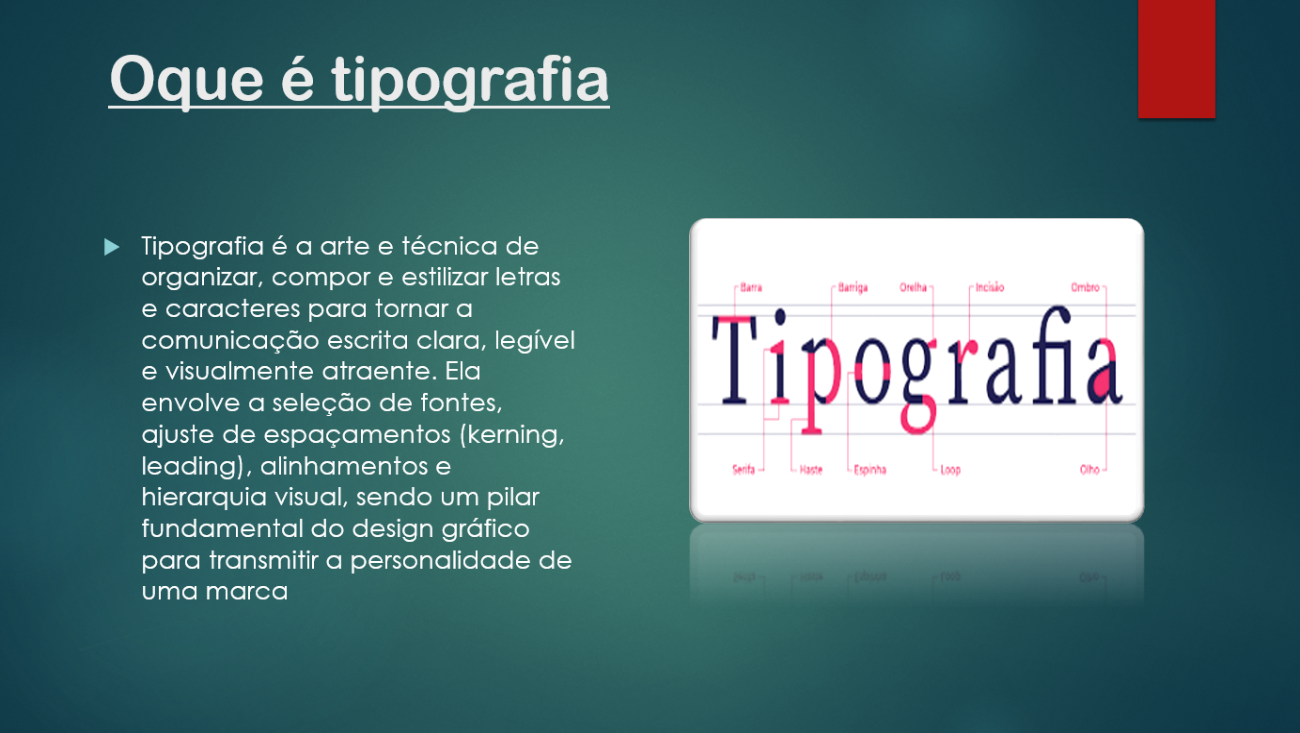 Oque é tipografia
Tipografia é a arte e técnica de
organizar, compor e estilizar letras
e caracteres para tornar a
comunicação escrita clara, legível
e visualmente atraente. Ela
envolve a seleção de fontes,
ajuste de espaçamentos (kerning,
leading), alinhamentos e
hierarquia visual, sendo um pilar
fundamental do design gráfico
para transmitir a personalidade de
uma marca
Barra Barriga Orelha Incisão Ombro
Tipografia
Serifa Haste Espinha Loop Olho